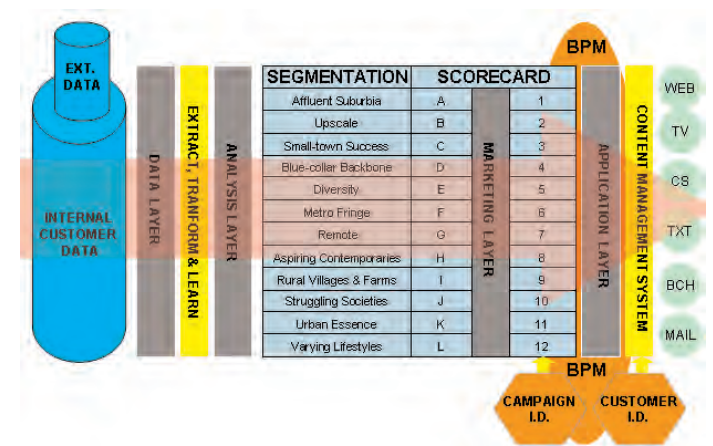 BPM
EXT.
DATA
INTERNAL
CUSTOMER
DATA
DATA LAYER
EXTRACT, TRANFORM & LEARN
ANALYSIS LAYER
SEGMENTATION SCORECARD
Affluent Suburbia A 1
Upscale B 2
Small-town Success C 3
Blue-collar Backbone D 4
Diversity E 5
Metro Fringe F 6
Remote G 7
Aspiring Contemporaries H 8
Rural Villages & Farms I 9
Struggling Societies J 10
Urban Essence K 11
Varying Lifestyles L 12
MARKETING LAYER
APPLICATION LAYER
CONTENT MANAGEMENT SYSTEM
WEB
TV
CS
TXT
BCH
MAIL
BPM
CAMPAIGN
I.D.
CUSTOMER
I.D.